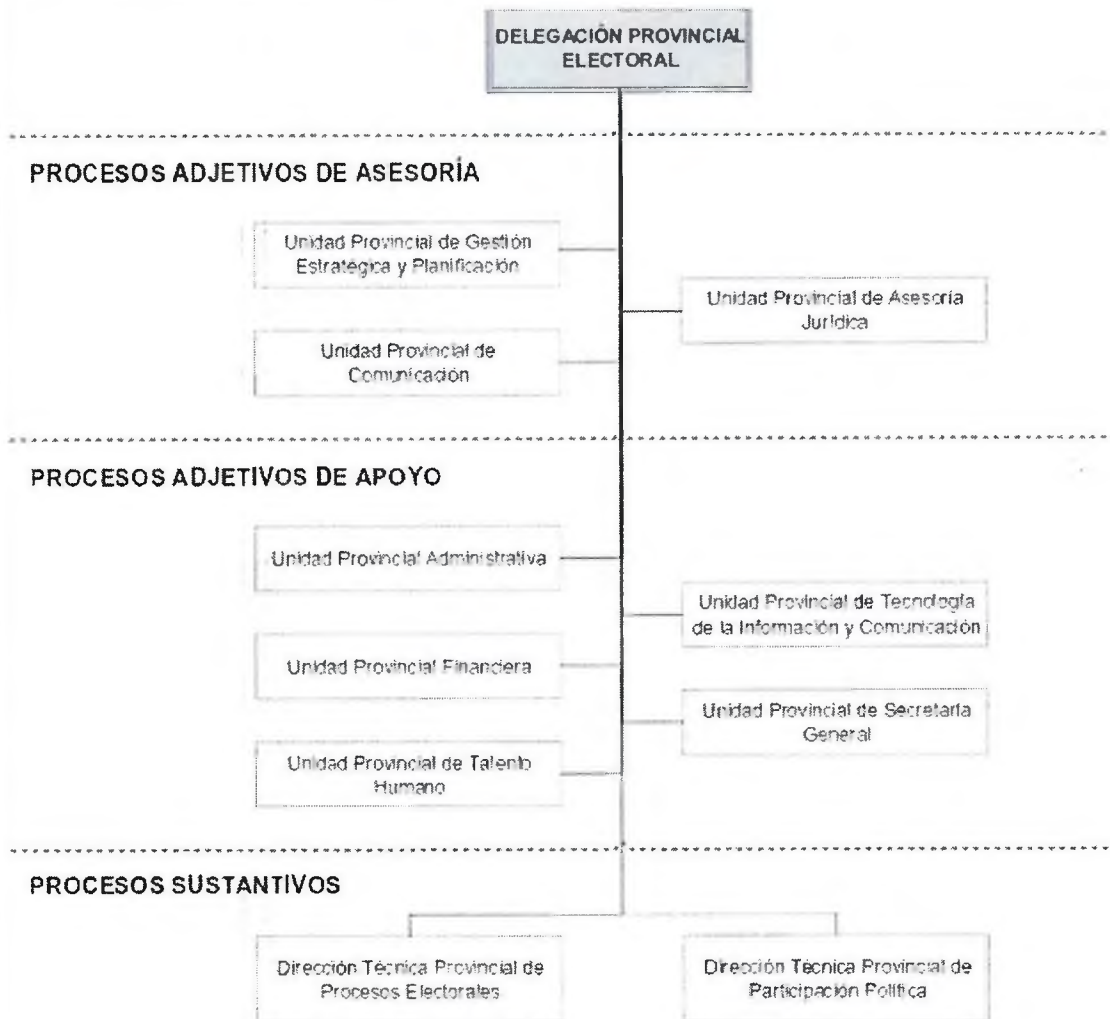 DELEGACIÓN PROVINCIAL
ELECTORAL
PROCESOS ADJETIVOS DE ASESORÍA
Unidad Provincial de Gestión
Estratégica y Planificación
Unidad Provincial de Asesoría
Jurídica
Unidad Provincial de
Comunicación
PROCESOS ADJETIVOS DE APOYO
Unidad Provincial Administrativa
Unidad Provincial de Tecnología
de la Información y Comunicación
Unidad Provincial Financiera
Unidad Provincial de Secretaría
General
Unidad Provincial de Talento
Humano
PROCESOS SUSTANTIVOS
Dirección Técnica Provincial de
Procesos Electorales
Dirección Técnica Provincial de
Participación Política